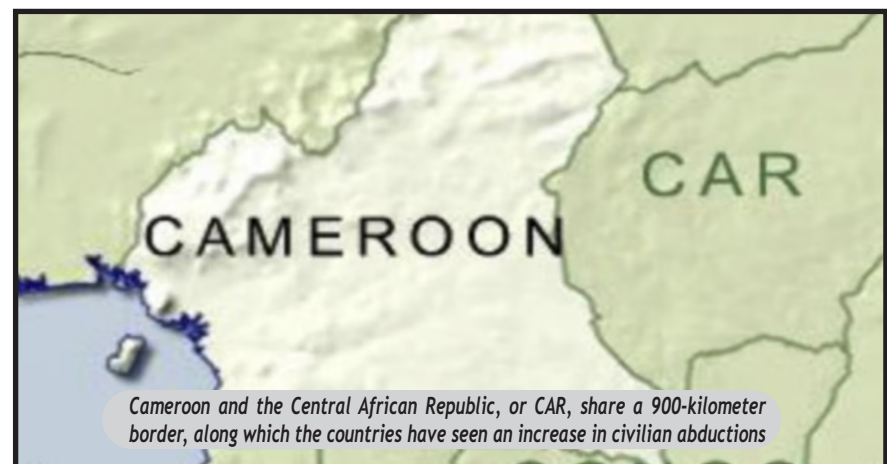 CAR
CAMEROON
Cameroon and the Central African Republic, or CAR, share a 900-kilometer
border, along which the countries have seen an increase in civilian abductions